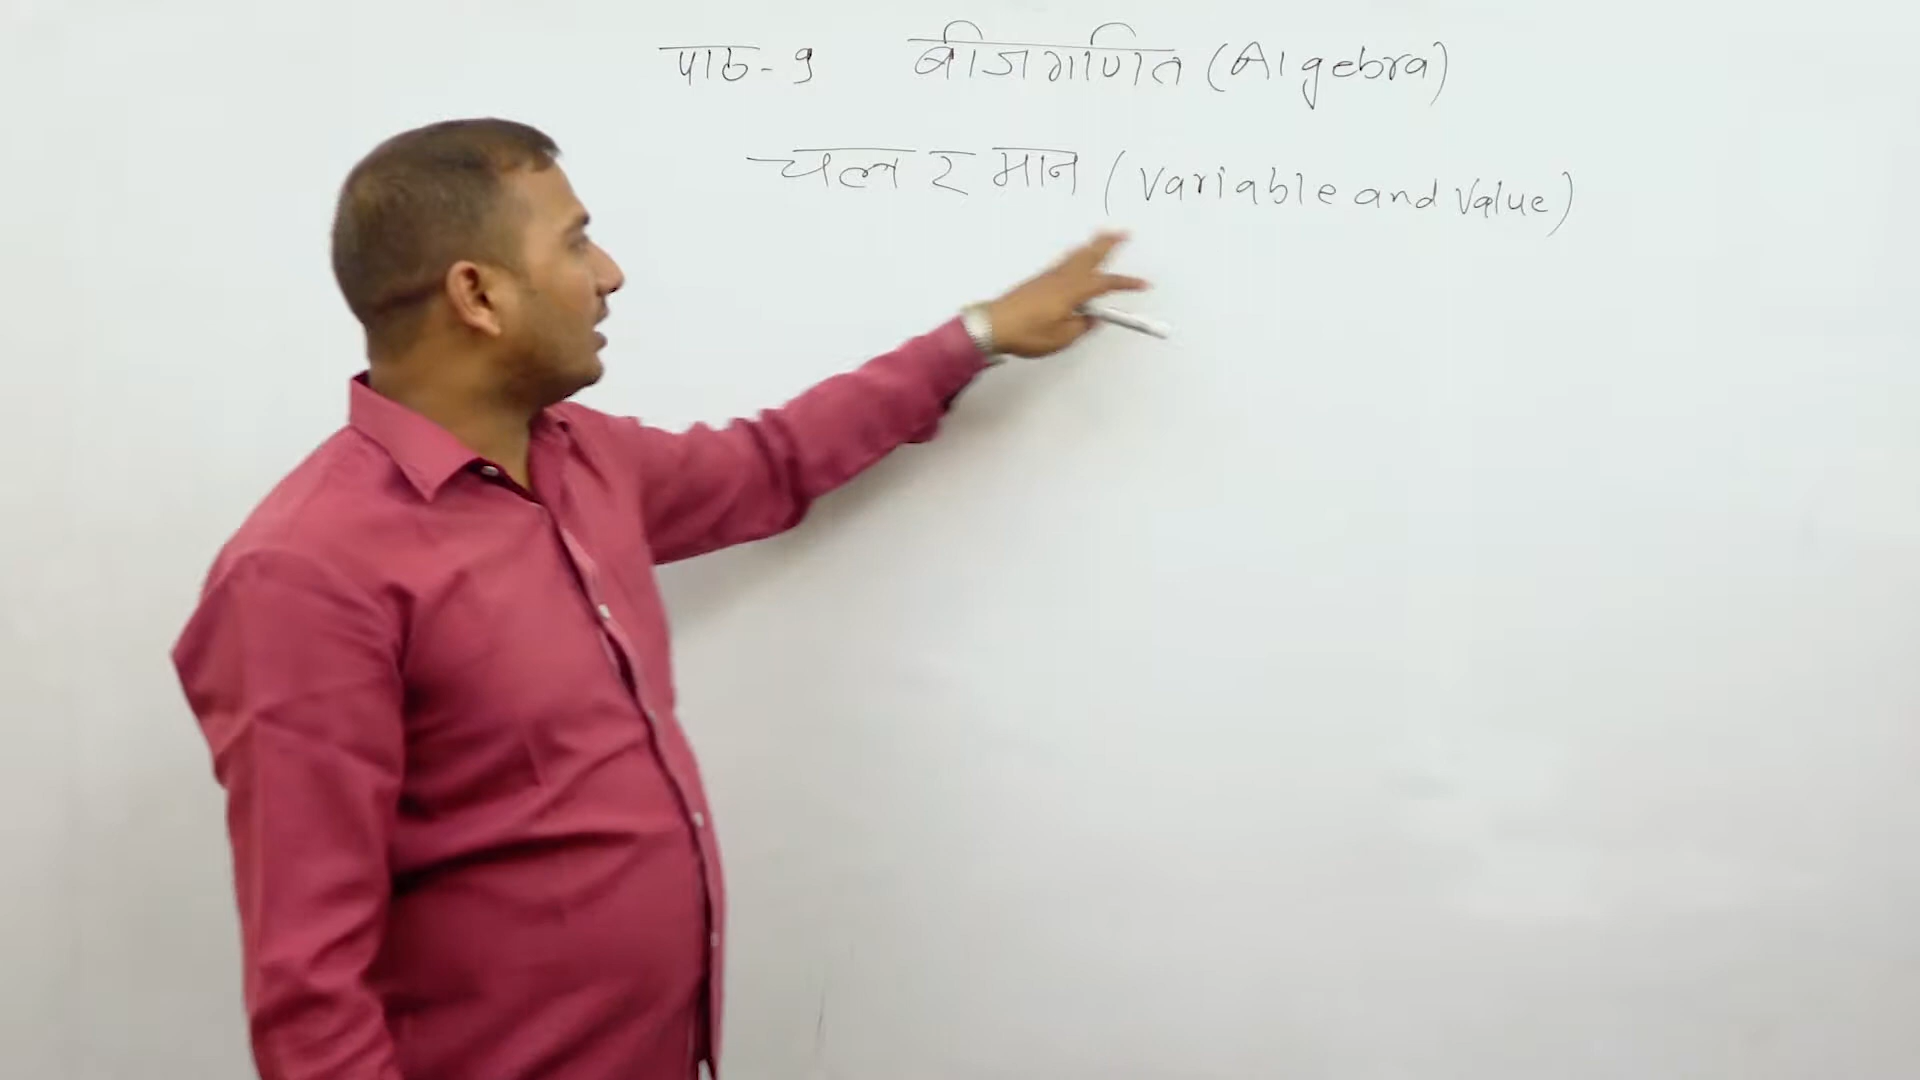 पाठ-9 बीजगणित (Algebra)
चल र मान (Variable and Value)